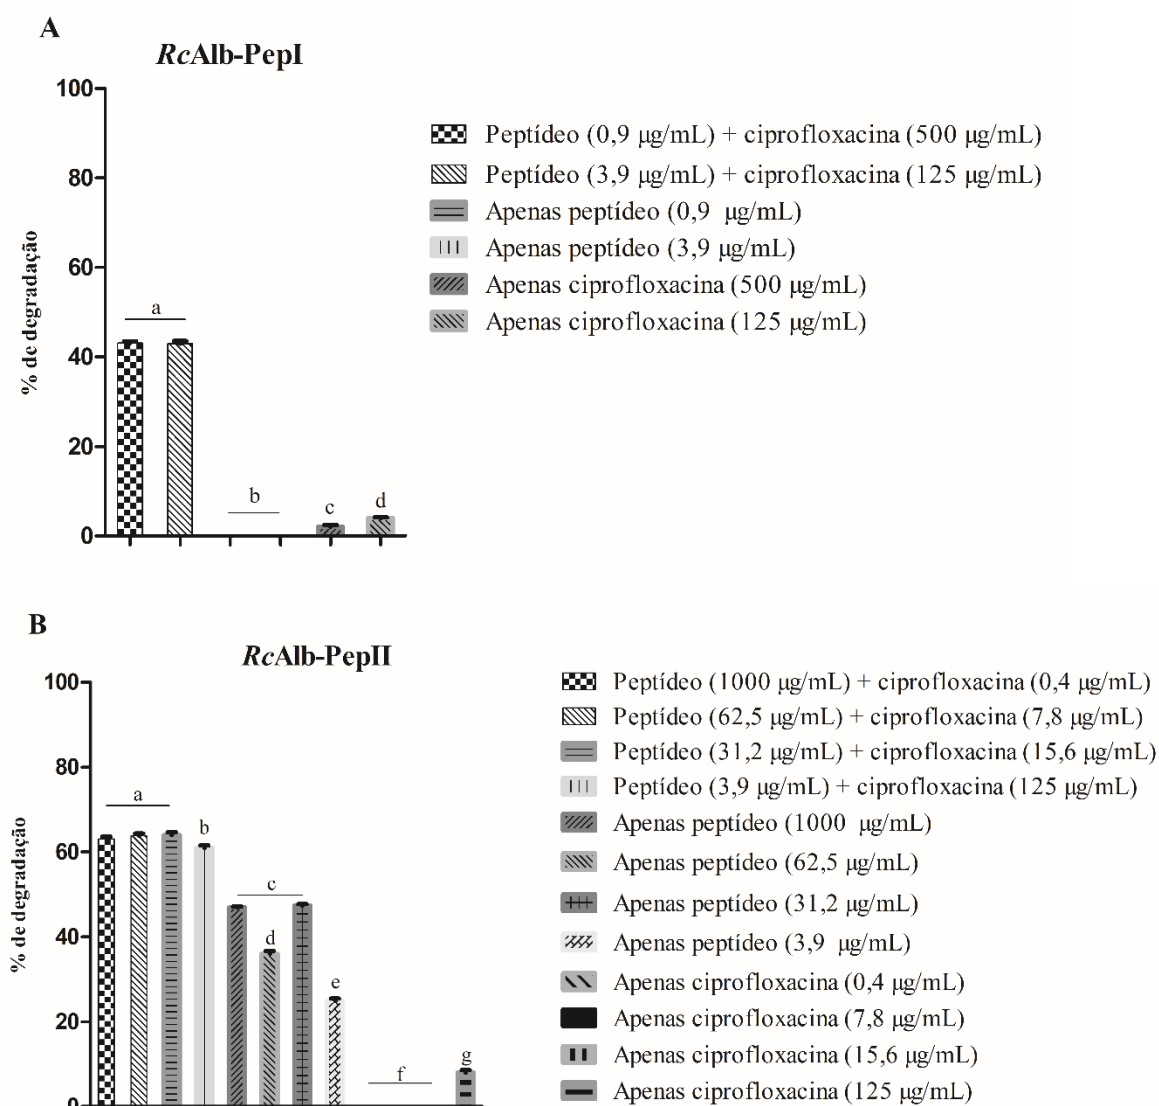 A
RcAlb-PepI
100
80
60
40
20
0
% de degradação
a
b
c
d
Peptídeo (0,9 µg/mL) + ciprofloxacina (500 µg/mL)
Peptídeo (3,9 µg/mL) + ciprofloxacina (125 µg/mL)
Apenas peptídeo (0,9 µg/mL)
Apenas peptídeo (3,9 µg/mL)
Apenas ciprofloxacina (500 µg/mL)
Apenas ciprofloxacina (125 µg/mL)
B
RcAlb-PepII
100
80
60
40
20
0
% de degradação
a
b
c
d
e
f
g
Peptídeo (1000 µg/mL) + ciprofloxacina (0,4 µg/mL)
Peptídeo (62,5 µg/mL) + ciprofloxacina (7,8 µg/mL)
Peptídeo (31,2 µg/mL) + ciprofloxacina (15,6 µg/mL)
Peptídeo (3,9 µg/mL) + ciprofloxacina (125 µg/mL)
Apenas peptídeo (1000 µg/mL)
Apenas peptídeo (62,5 µg/mL)
Apenas peptídeo (31,2 µg/mL)
Apenas peptídeo (3,9 µg/mL)
Apenas ciprofloxacina (0,4 µg/mL)
Apenas ciprofloxacina (7,8 µg/mL)
Apenas ciprofloxacina (15,6 µg/mL)
Apenas ciprofloxacina (125 µg/mL)